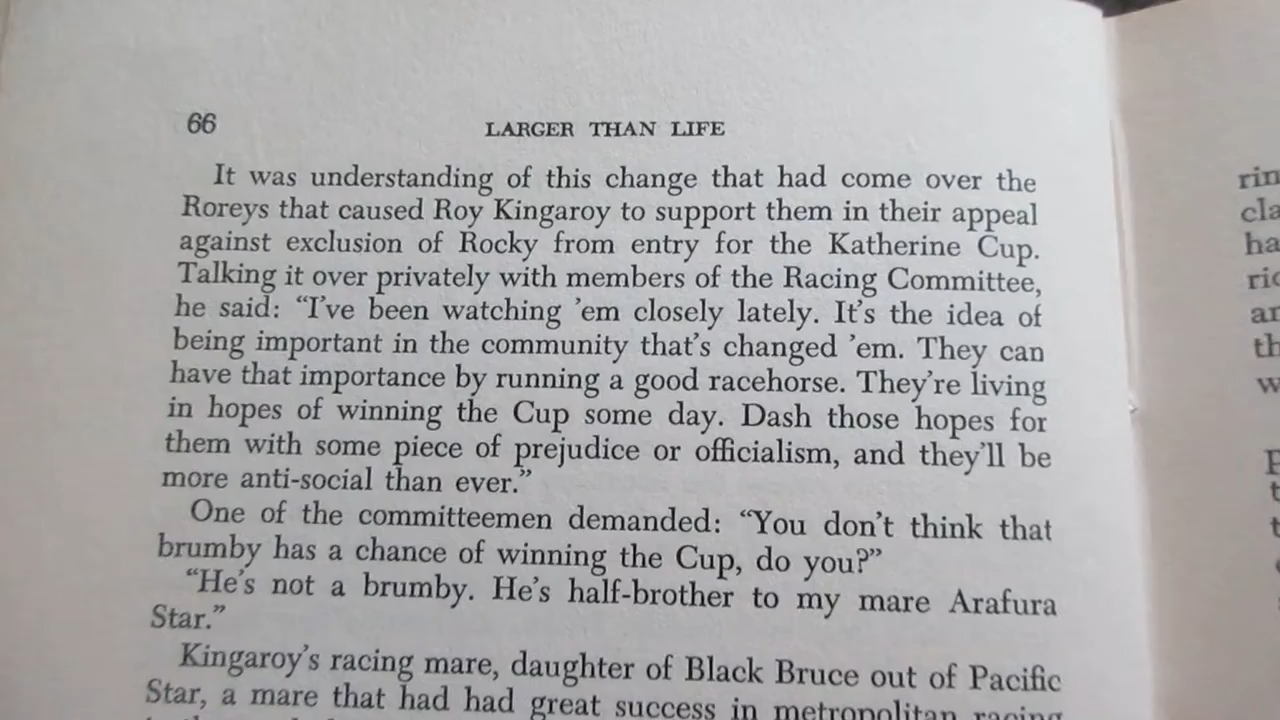 66
LARGER THAN LIFE
It was understanding of this change that had come over the
Roreys that caused Roy Kingaroy to support them in their appeal
against exclusion of Rocky from entry for the Katherine Cup.
Talking it over privately with members of the Racing Committee,
he said: “I’ve been watching ’em closely lately. It’s the idea of
being important in the community that’s changed ’em. They can
have that importance by running a good racehorse. They’re living
in hopes of winning the Cup some day. Dash those hopes for
them with some piece of prejudice or officialism, and they’ll be
more anti-social than ever.”
One of the committeemen demanded: “You don’t think that
brumby has a chance of winning the Cup, do you?”
“He’s not a brumby. He’s half-brother to my mare Arafura
Star.”
Kingaroy’s racing mare, daughter of Black Bruce out of Pacific
Star, a mare that had had great success in metropolitan racing